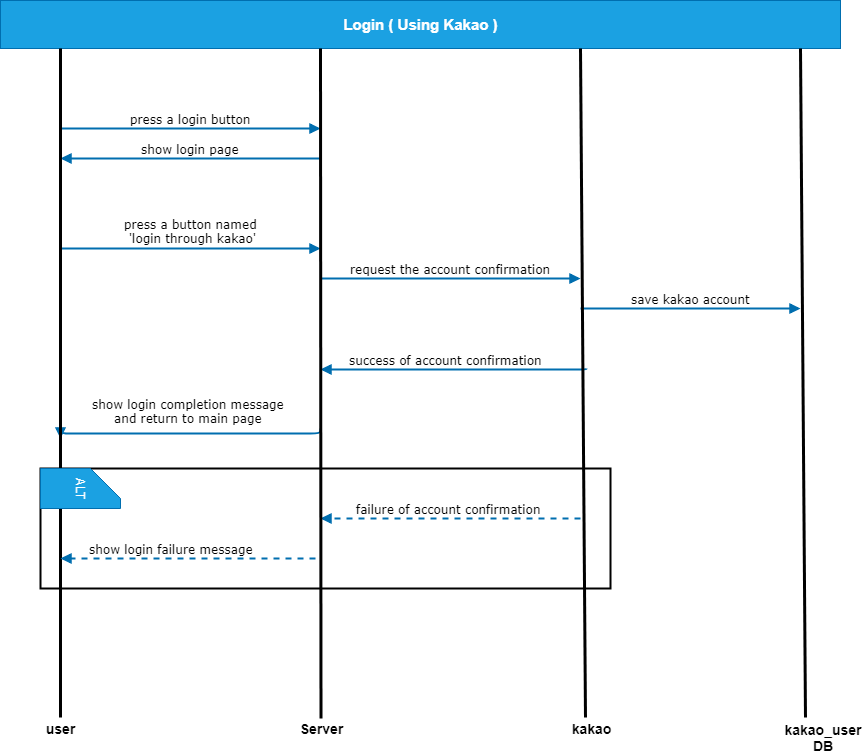 Login ( Using Kakao )
press a login button
show login page
press a button named
'login through kakao'
request the account confirmation
save kakao account
success of account confirmation
show login completion message
and return to main page
ALT
failure of account confirmation
show login failure message
user
Server
kakao
kakao_user
DB